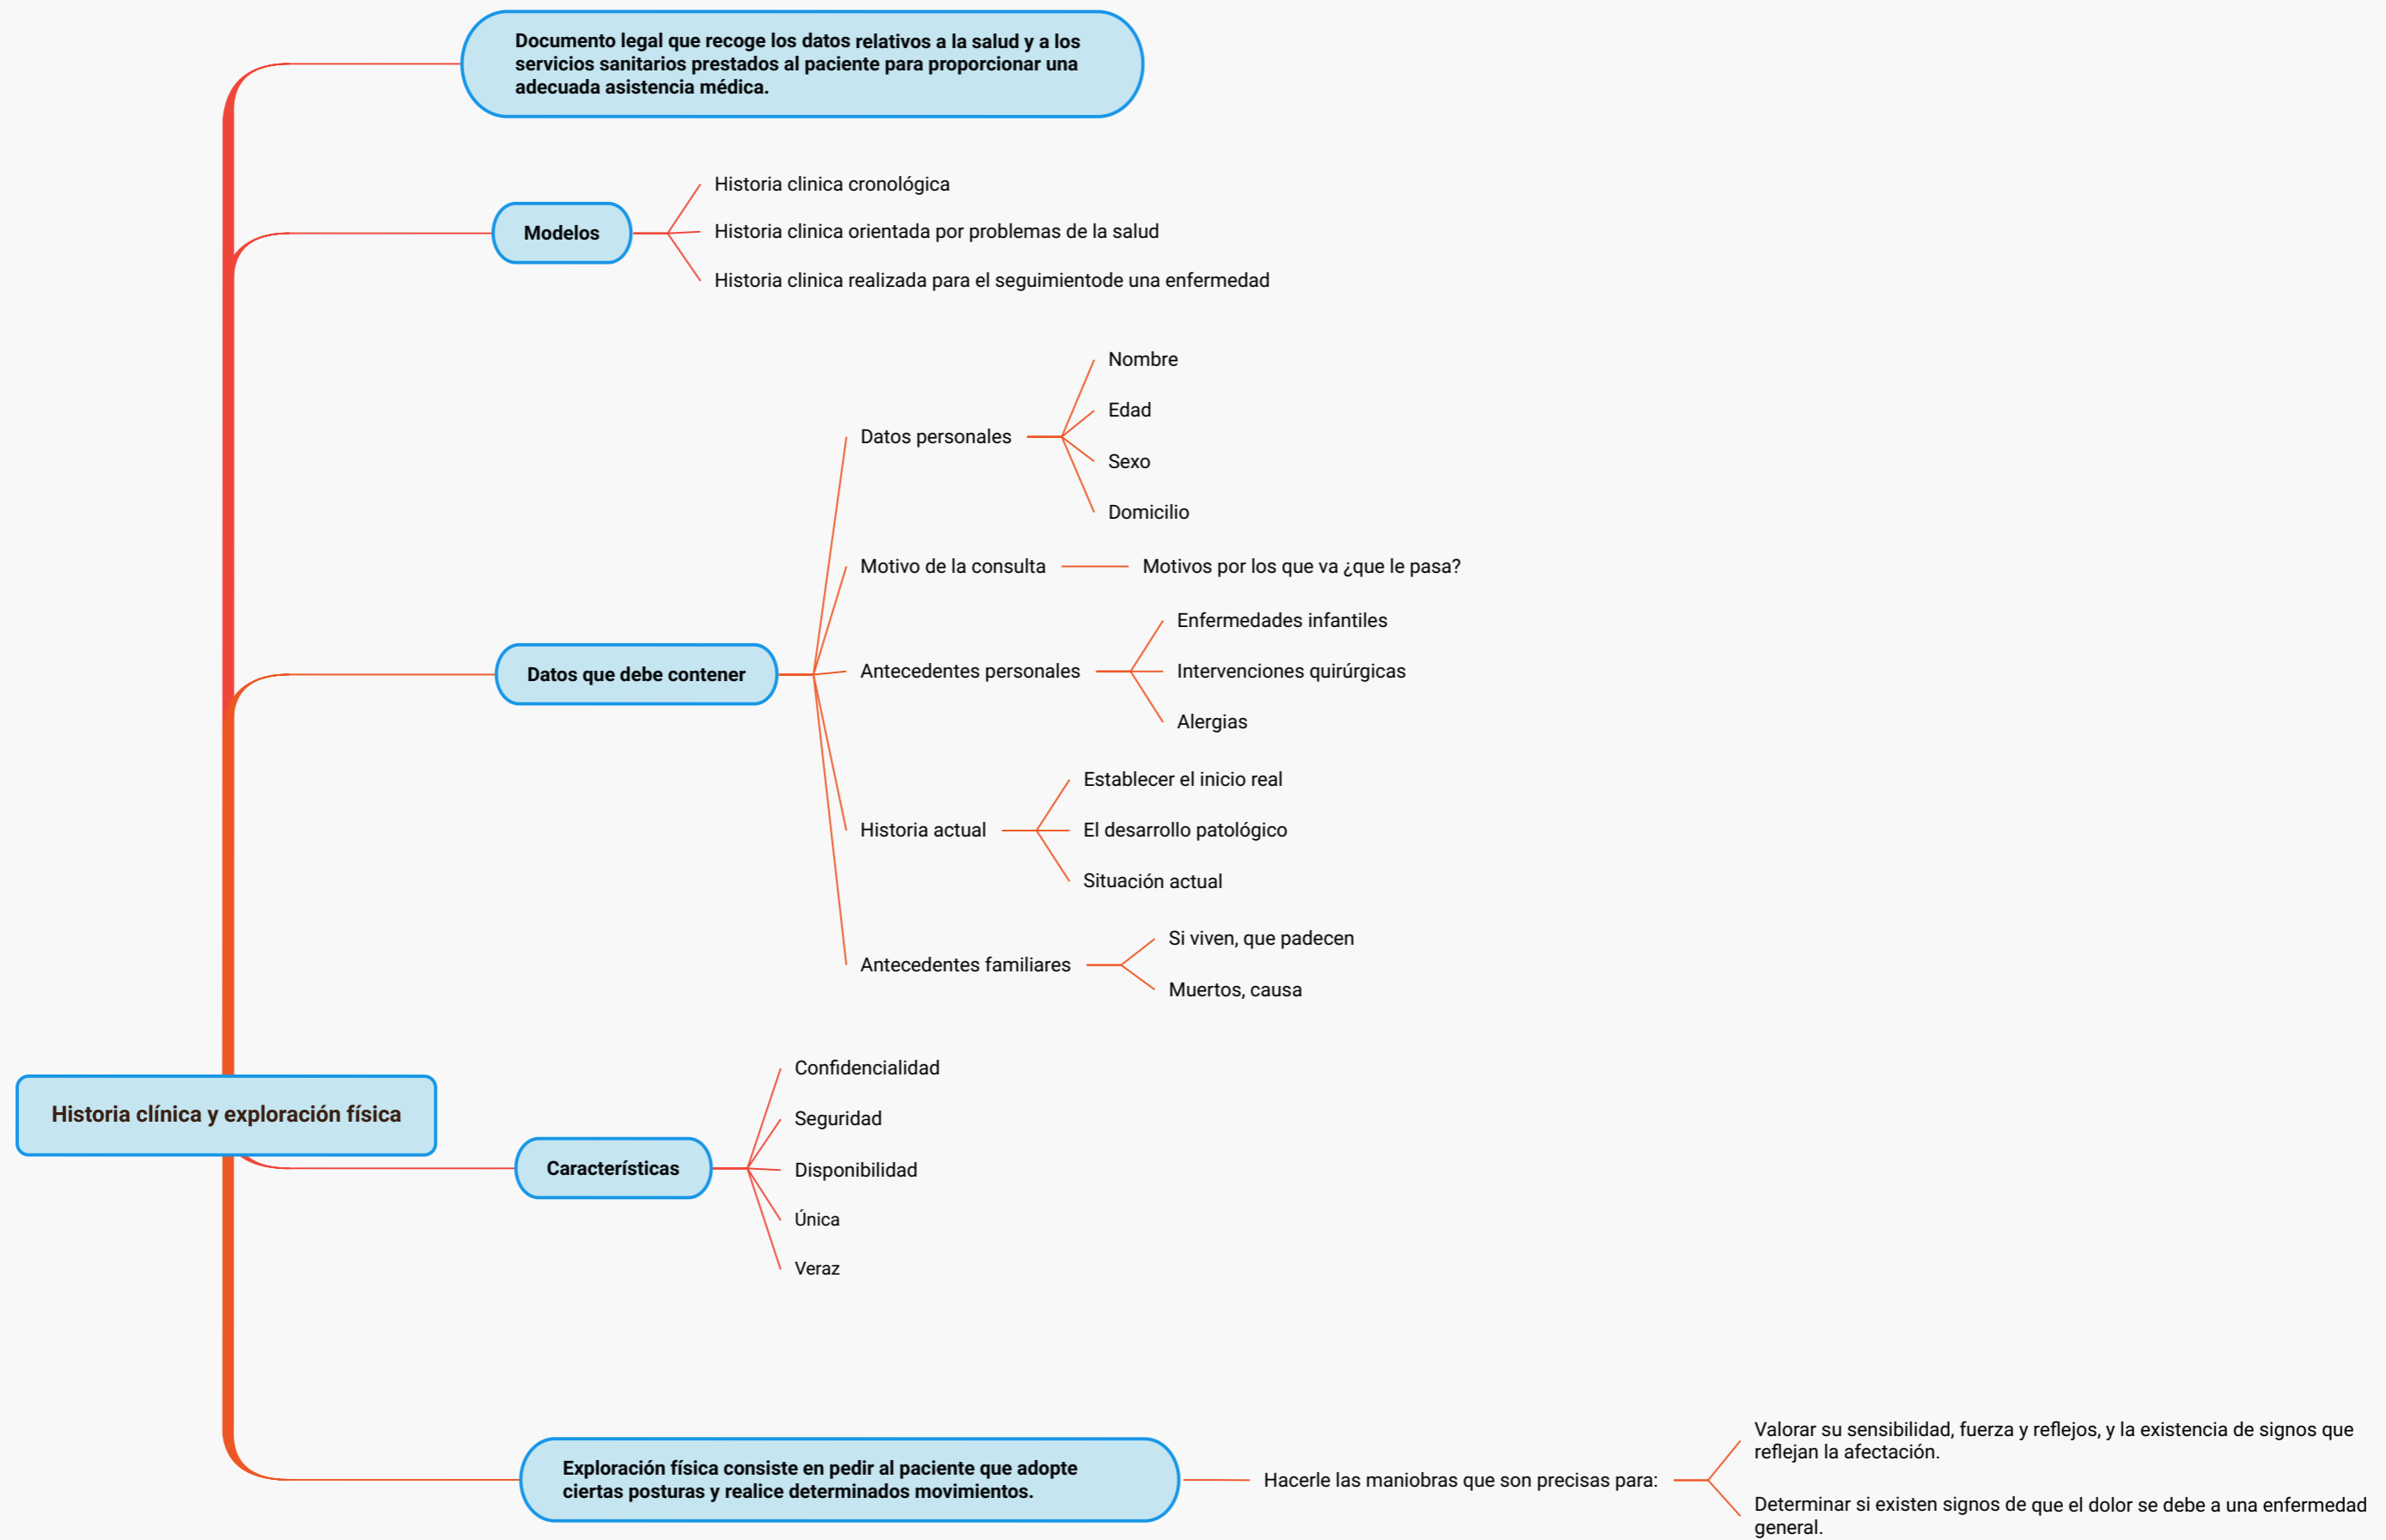 Documento legal que recoge los datos relativos a la salud y a los
servicios sanitarios prestados al paciente para proporcionar una
adecuada asistencia médica.
Modelos
Historia clinica cronológica
Historia clinica orientada por problemas de la salud
Historia clinica realizada para el seguimientode una enfermedad
Datos que debe contener
Datos personales
Nombre
Edad
Sexo
Domicilio
Motivo de la consulta
Motivos por los que va ¿que le pasa?
Antecedentes personales
Enfermedades infantiles
Intervenciones quirúrgicas
Alergias
Historia actual
Establecer el inicio real
El desarrollo patológico
Situación actual
Antecedentes familiares
Si viven, que padecen
Muertos, causa
Historia clínica y exploración física
Características
Confidencialidad
Seguridad
Disponibilidad
Única
Veraz
Exploración física consiste en pedir al paciente que adopte
ciertas posturas y realice determinados movimientos.
Hacerle las maniobras que son precisas para:
Valorar su sensibilidad, fuerza y reflejos, y la existencia de signos que
reflejan la afectación.
Determinar si existen signos de que el dolor se debe a una enfermedad
general.